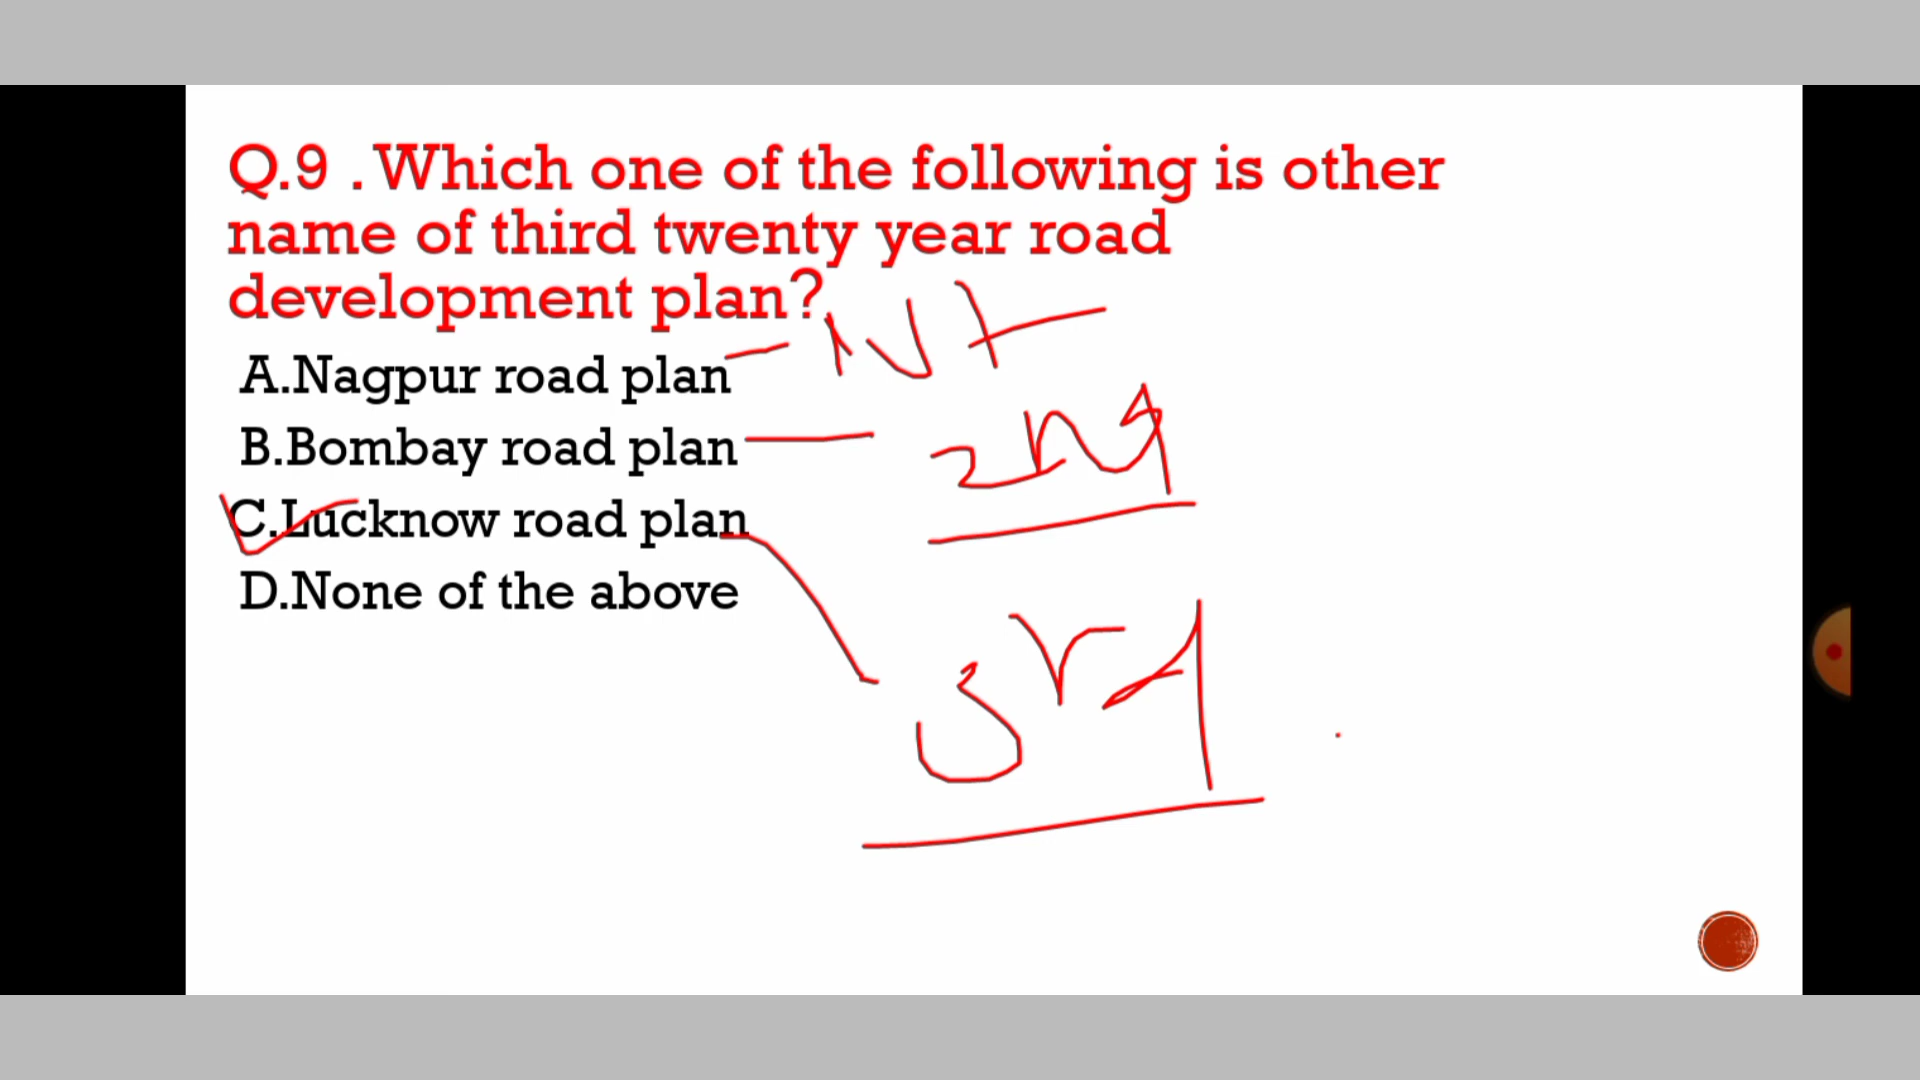 Q.9 . Which one of the following is other
name of third twenty year road
development plan?
A.Nagpur road plan
B.Bombay road plan
2nd
C.Lucknow road plan
D.None of the above
3rd